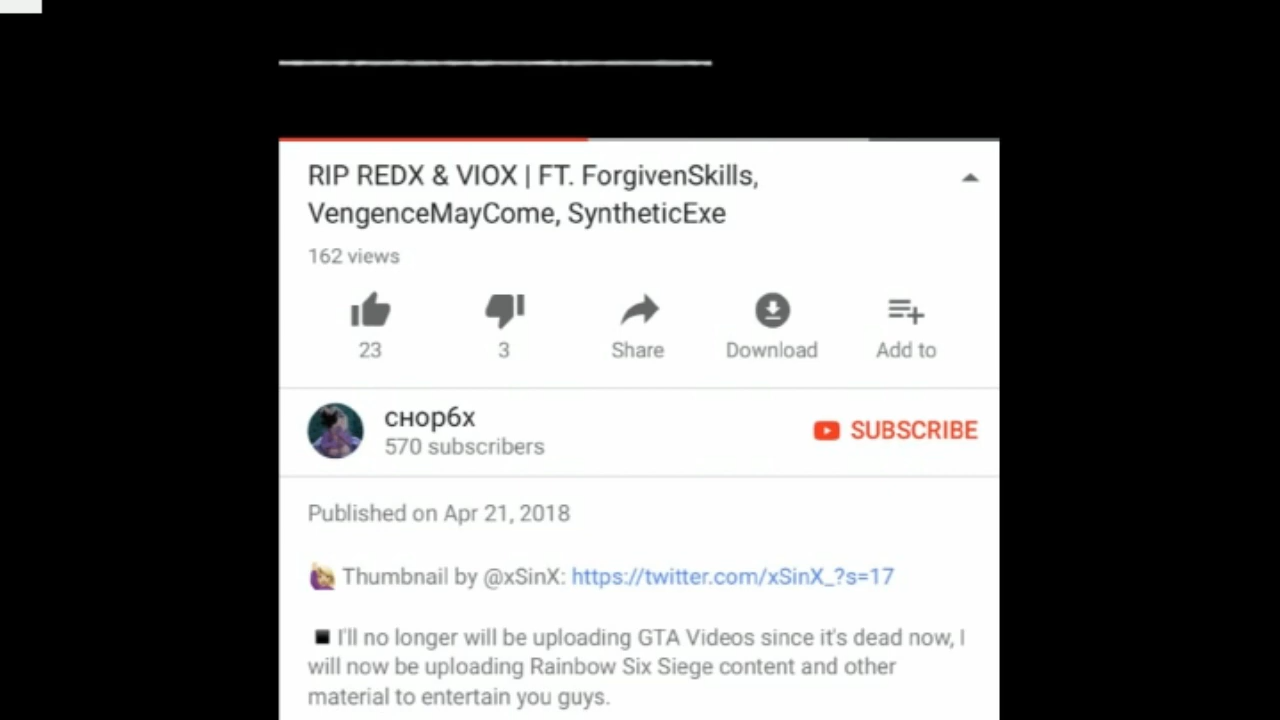 RIP REDX & VIOX | FT. ForgivenSkills,
VengenceMayCome, SyntheticExe
162 views
23 3 Share Download Add to
cнop6x
570 subscribers
SUBSCRIBE
Published on Apr 21, 2018
Thumbnail by @xSinX: https://twitter.com/xSinX_?s=17
I'll no longer will be uploading GTA Videos since it's dead now, I
will now be uploading Rainbow Six Siege content and other
material to entertain you guys.